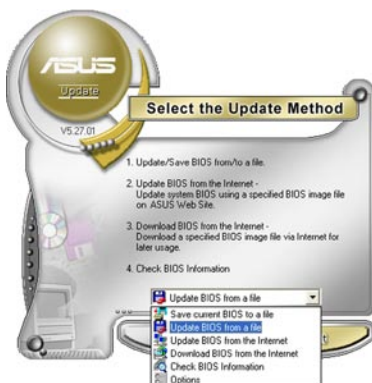 ASUS
Update
V5.27.01
Select the Update Method
1. Update/Save BIOS from/to a file.
2. Update BIOS from the Internet -
Update system BIOS using a specified BIOS image file
on ASUS Web Site.
3. Download BIOS from the Internet -
Download a specified BIOS image file via Internet for
later usage.
4. Check BIOS Information
Update BIOS from a file
Save current BIOS to a file
Update BIOS from a file
Update BIOS from the Internet
Download BIOS from the Internet
Check BIOS Information
Options